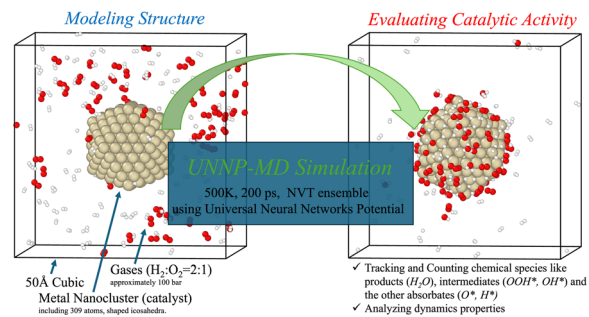 Modeling Structure
Evaluating Catalytic Activity
UNNP-MD Simulation
500K, 200 ps, NVT ensemble
using Universal Neural Networks Potential
Gases (H2:O2=2:1)
approximately 100 bar
50Å Cubic
Metal Nanocluster (catalyst)
including 309 atoms, shaped icosahedra.
✓ Tracking and Counting chemical species like
products (H2O), intermediates (OOH*, OH*) and
the other absorbates (O*, H*)
✓ Analyzing dynamics properties